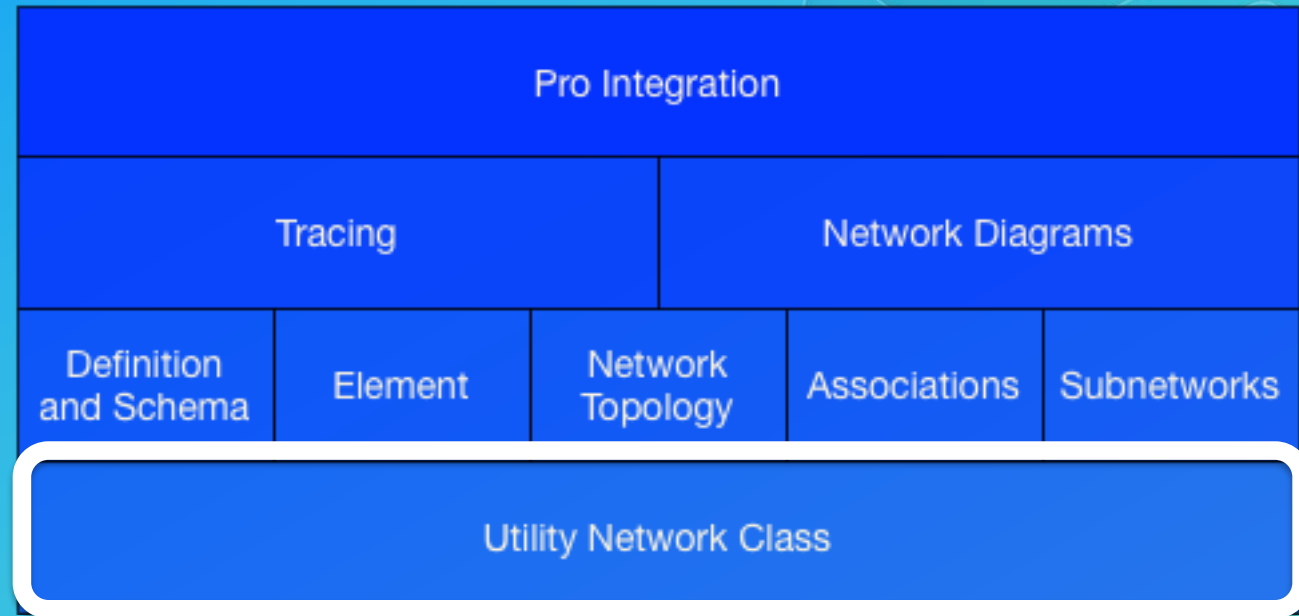 Pro Integration
Tracing
Network Diagrams
Definition
and Schema
Element
Network
Topology
Associations
Subnetworks
Utility Network Class